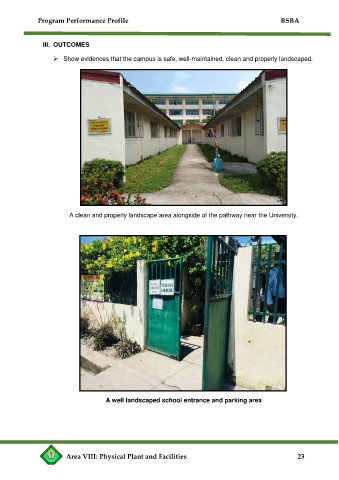 Program Performance Profile BSBA
III. OUTCOMES
➢ Show evidences that the campus is safe, well-maintained, clean and properly landscaped.
A clean and properly landscape area alongside of the pathway near the University.
A well landscaped school entrance and parking area
Area VIII: Physical Plant and Facilities 23